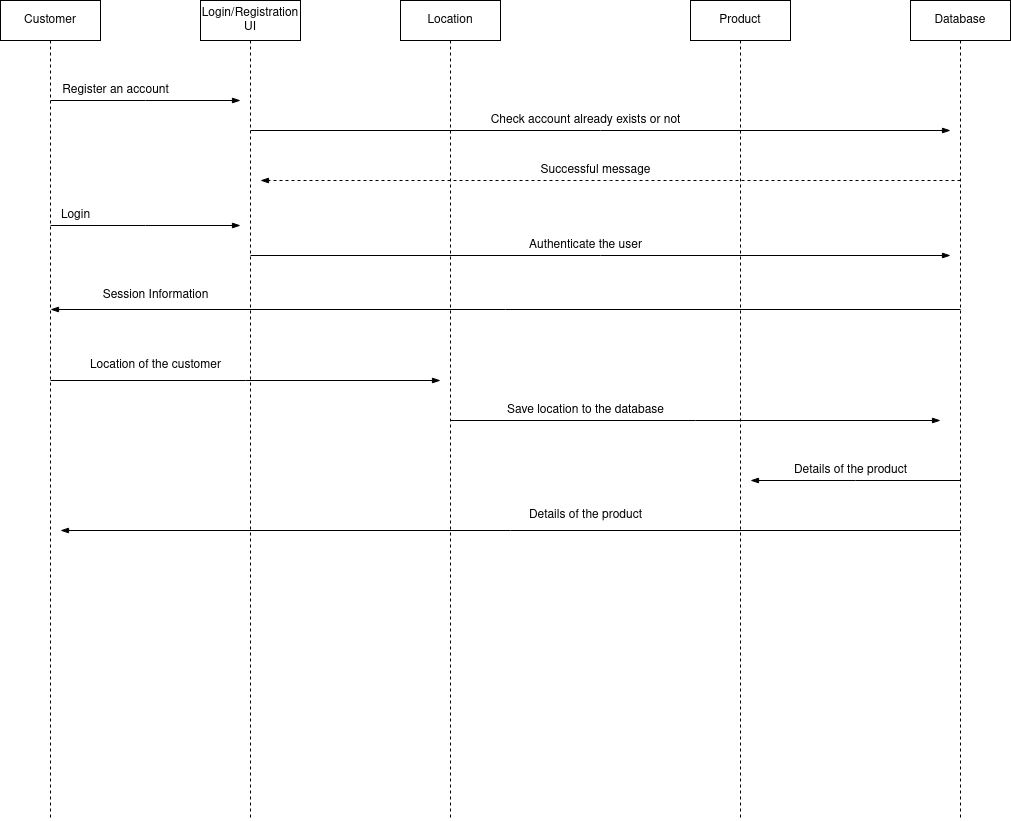 Customer
Login/Registration
UI
Location
Product
Database
Register an account
Check account already exists or not
Successful message
Login
Authenticate the user
Session Information
Location of the customer
Save location to the database
Details of the product
Details of the product